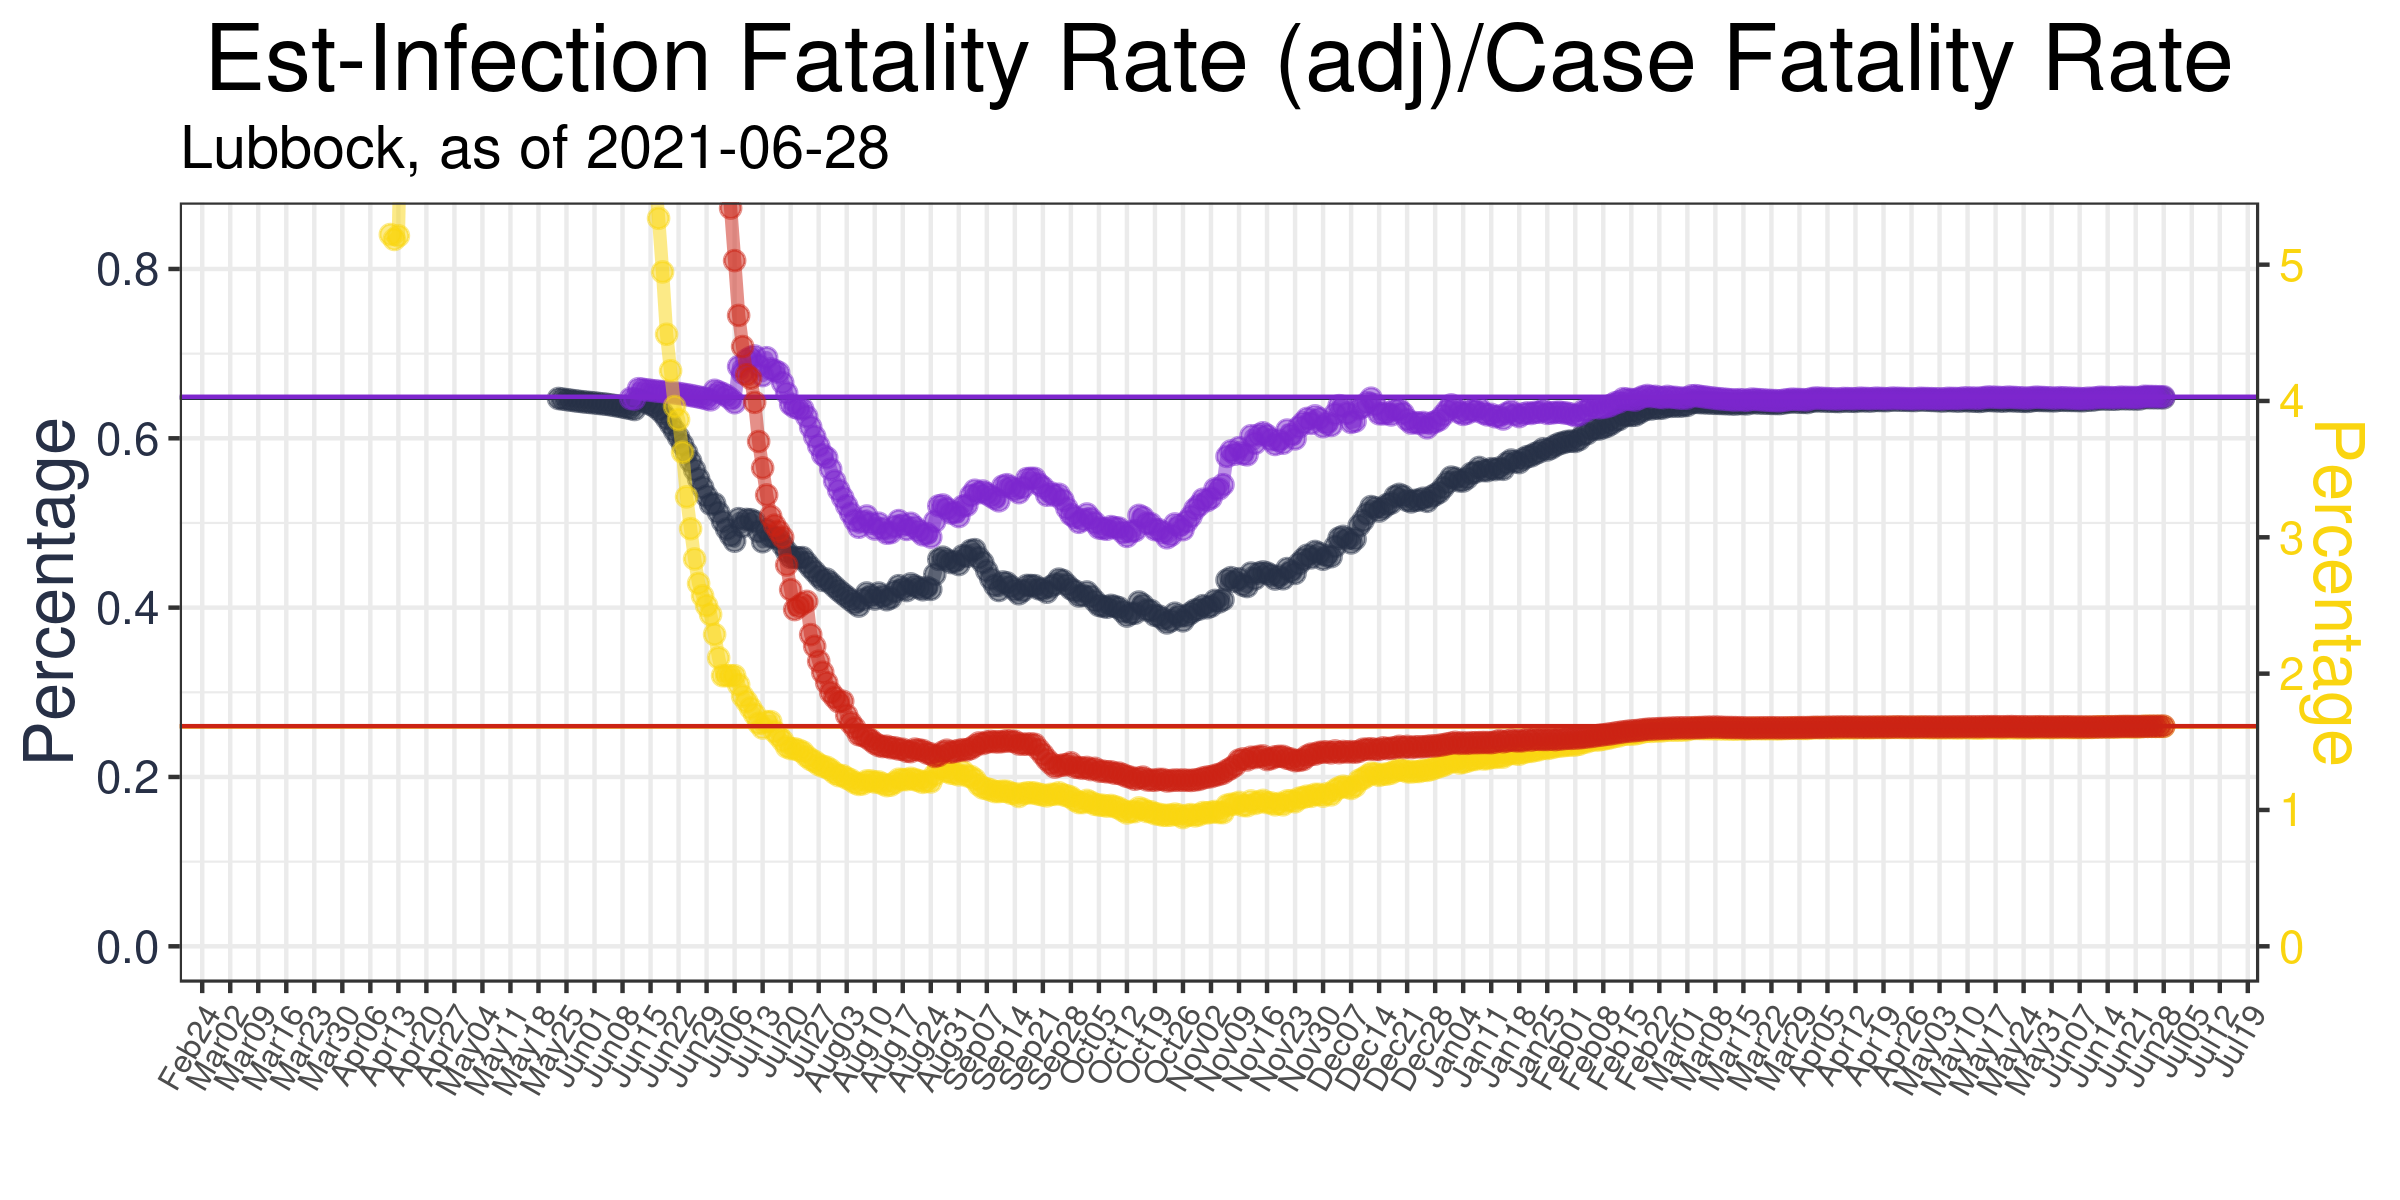 Est-Infection Fatality Rate (adj)/Case Fatality Rate
Lubbock, as of 2021-06-28
Percentage
0.8
0.6
0.4
0.2
0.0
5
4
3
2
1
0
Percentage
Feb24
Mar02
Mar09
Mar16
Mar23
Mar30
Apr06
Apr13
Apr20
Apr27
May04
May11
May18
May25
Jun01
Jun08
Jun15
Jun22
Jun29
Jul06
Jul13
Jul20
Jul27
Aug03
Aug10
Aug17
Aug24
Aug31
Sep07
Sep14
Sep21
Sep28
Oct05
Oct12
Oct19
Oct26
Nov02
Nov09
Nov16
Nov23
Nov30
Dec07
Dec14
Dec21
Dec28
Jan04
Jan11
Jan18
Jan25
Feb01
Feb08
Feb15
Feb22
Mar01
Mar08
Mar15
Mar22
Mar29
Apr05
Apr12
Apr19
Apr26
May03
May10
May17
May24
May31
Jun07
Jun14
Jun21
Jun28
Jul05
Jul12
Jul19